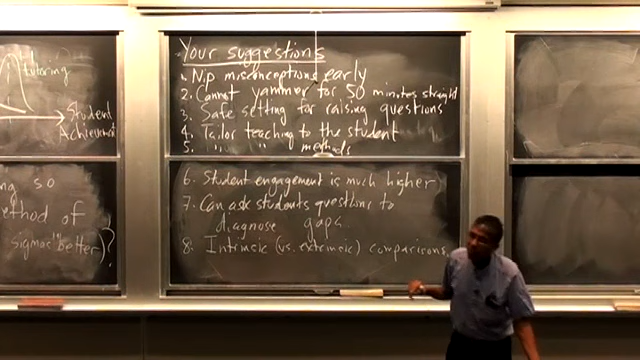 tutoring
Student
Achievement
ng so
ethod of
sigmas better)?
Your suggestions
1. Nip misconceptions early
2. Cannot yammer for 50 minutes straight
3. Safe setting for raising questions
4. Tailor teaching to the student
5. " " " methods
6. Student engagement is much higher
7. Can ask students questions to
diagnose gaps.
8. Intrinsic (vs. extrinsic) comparisons